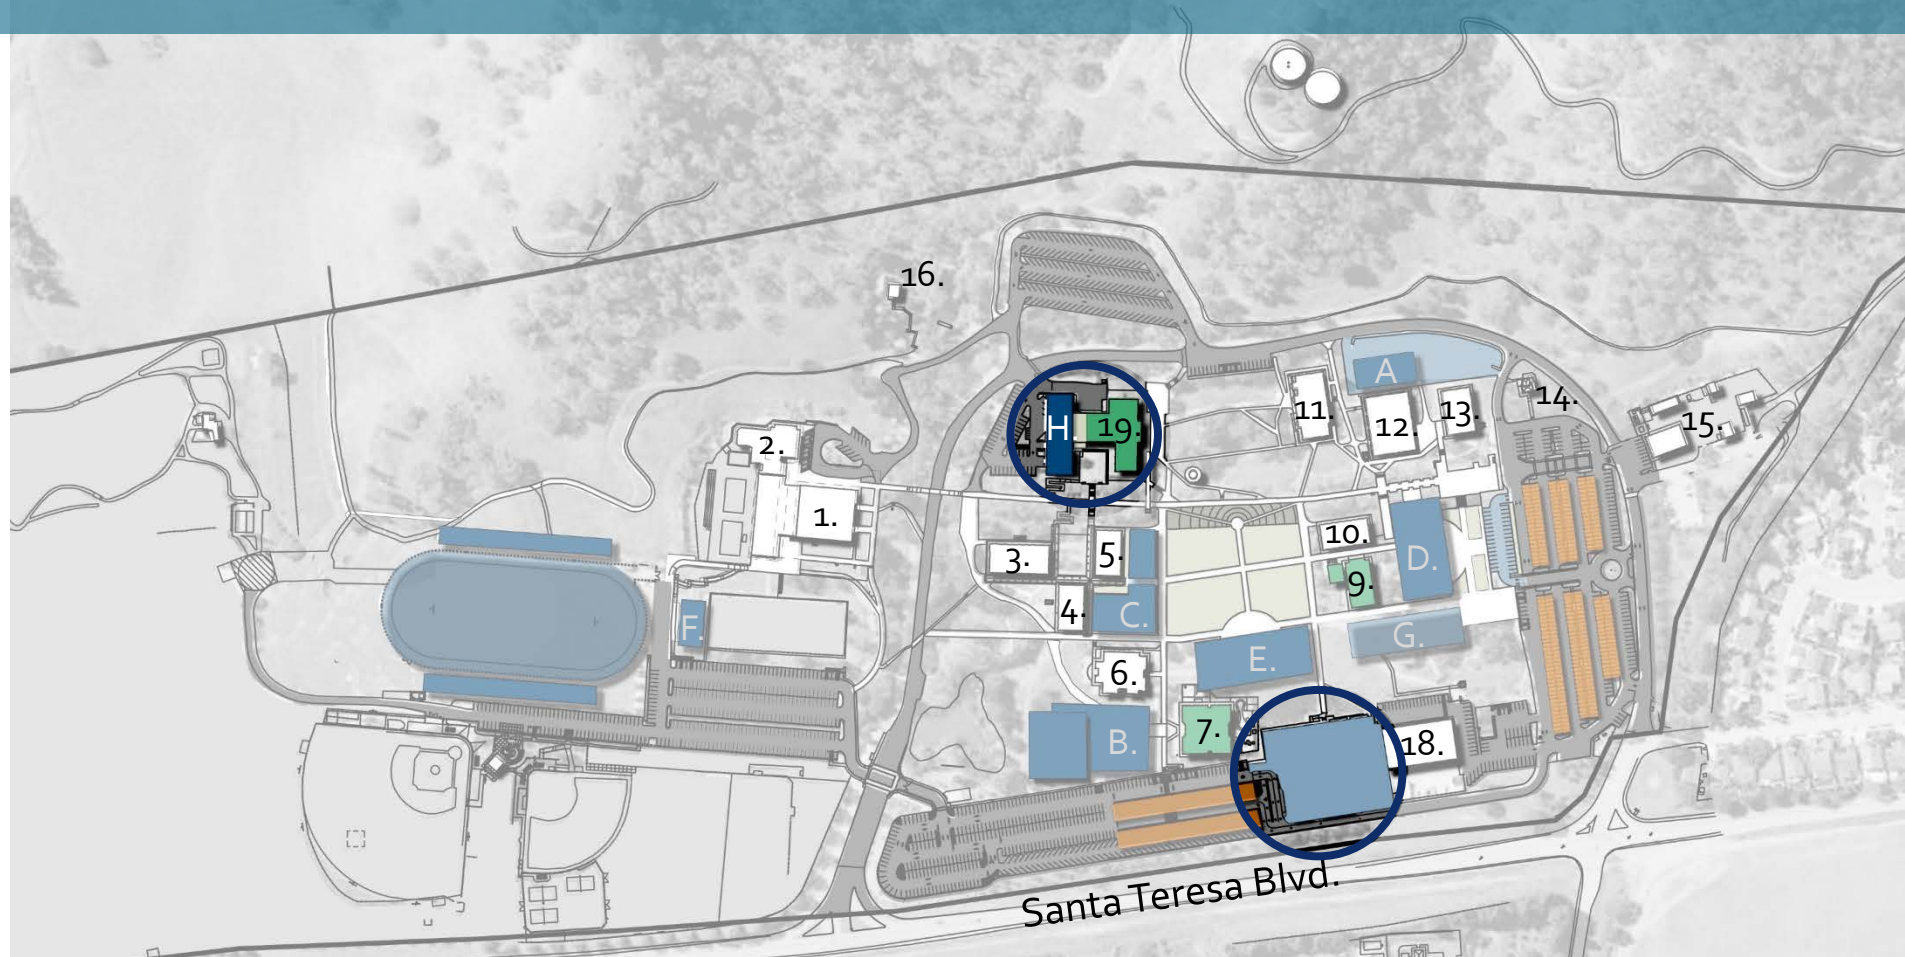 16.
A
14.
11.
13.
12.
15.
H.
19.
2.
1.
10.
3.
5.
D.
9.
4.
C.
F.
G.
E.
6.
7.
B.
18.
Santa Teresa Blvd.